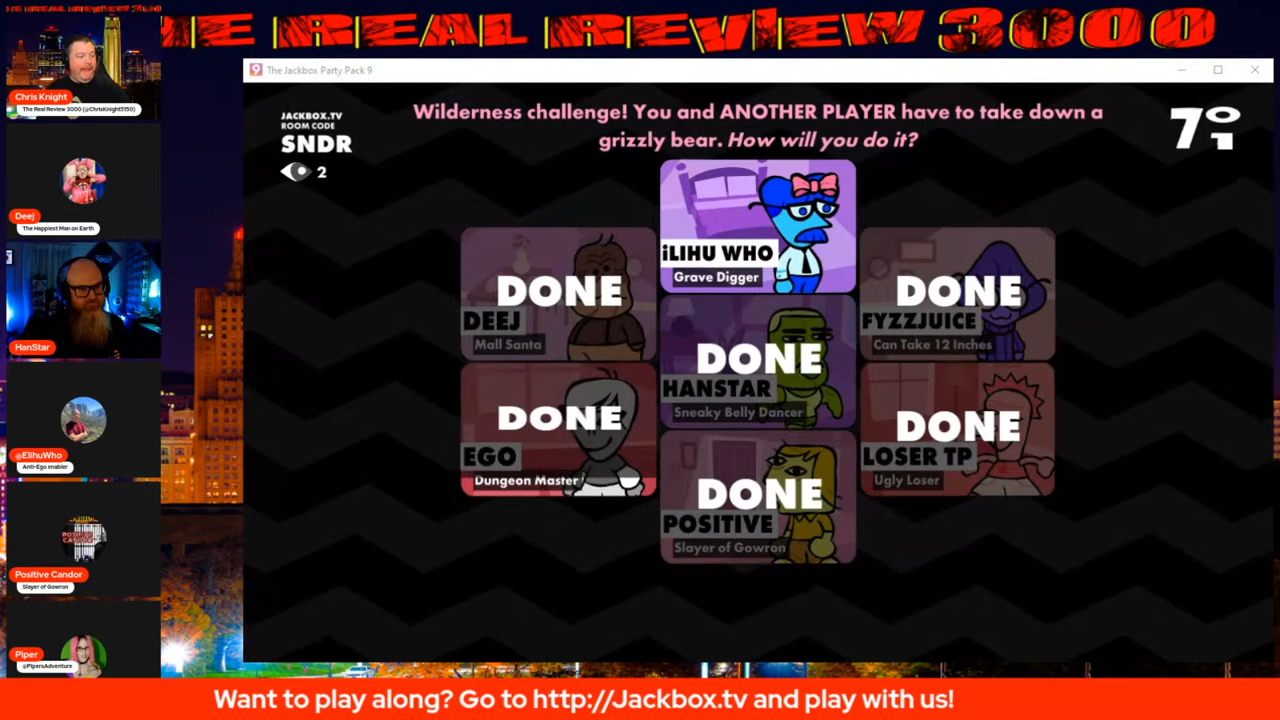 THE REAL REVIEW 3000
Chris Knight
The Real Review 3000 (@ChrisKnight5150)
Deej
The Happiest Man on Earth
HanStar
@ElihuWho
Anti-Ego enabler
Positive Candor
Slayer of Gowron
Piper
@PipersAdventure
The Jackbox Party Pack 9
JACKBOX.TV
ROOM CODE
SNDR
2
Wilderness challenge! You and ANOTHER PLAYER have to take down a
grizzly bear. How will you do it?
iLIHU WHO
Grave Digger
DONE
DEEJ
Mall Santa
DONE
FYZZJUICE
Can Take 12 Inches
DONE
HANSTAR
Sneaky Belly Dancer
DONE
EGO
Dungeon Master
DONE
LOSER TP
Ugly Loser
DONE
POSITIVE
Slayer of Gowron
Want to play along? Go to http://Jackbox.tv and play with us!